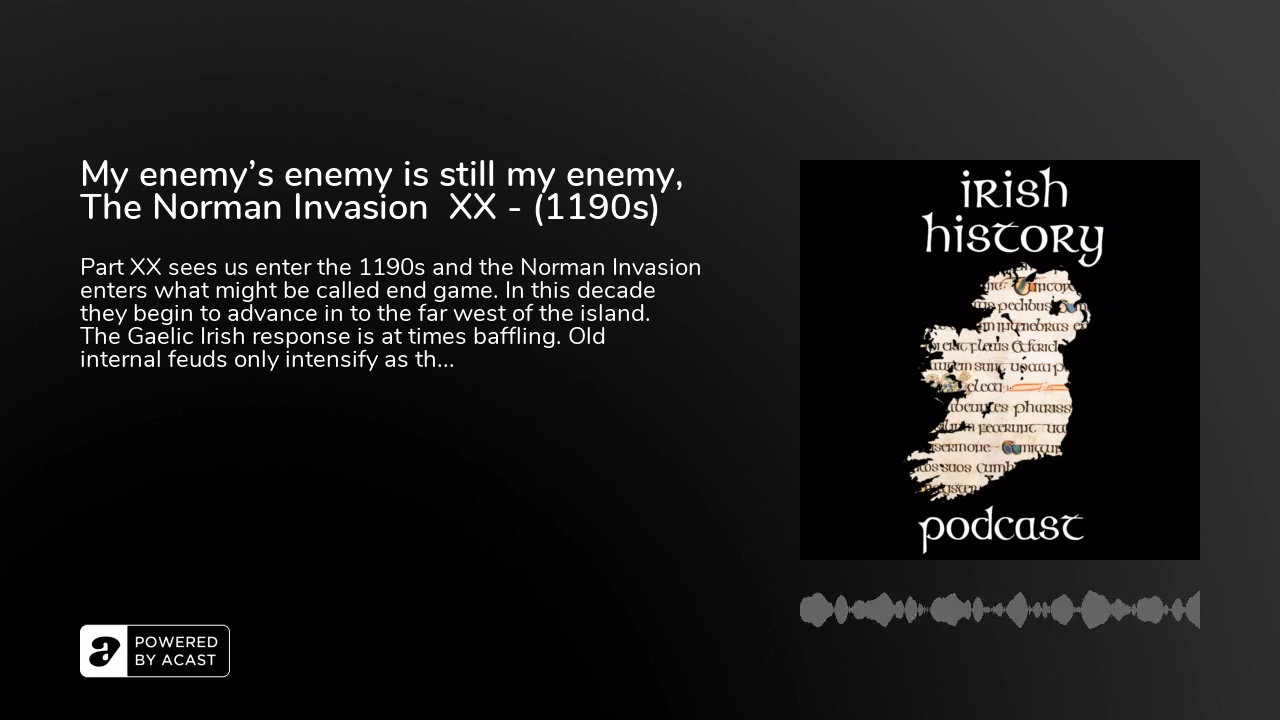 My enemy’s enemy is still my enemy,
The Norman Invasion  XX - (1190s)
Part XX sees us enter the 1190s and the Norman Invasion
enters what might be called end game. In this decade
they begin to advance in to the far west of the island.
The Gaelic Irish response is at times baffling. Old
internal feuds only intensify as th...
irish
history
podcast
POWERED
BY ACAST